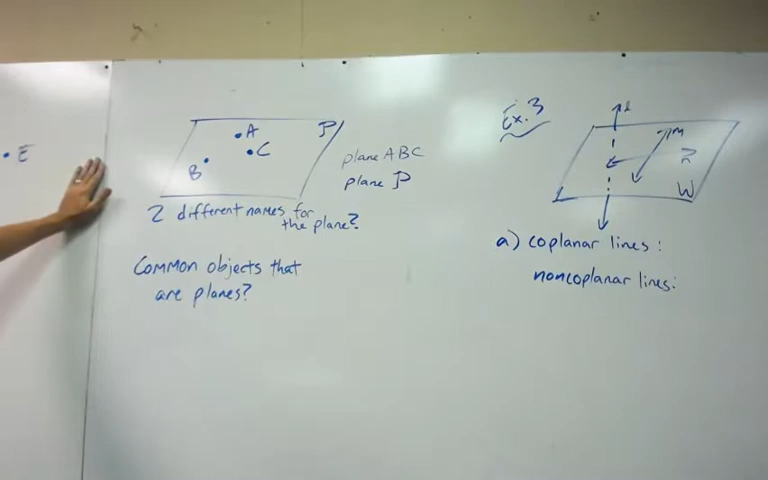 E
A
P
C
B
plane ABC
plane P
2 different names for
the plane?
Common objects that
are planes?
Ex. 3
l
m
n
W
a) coplanar lines :
noncoplanar lines: